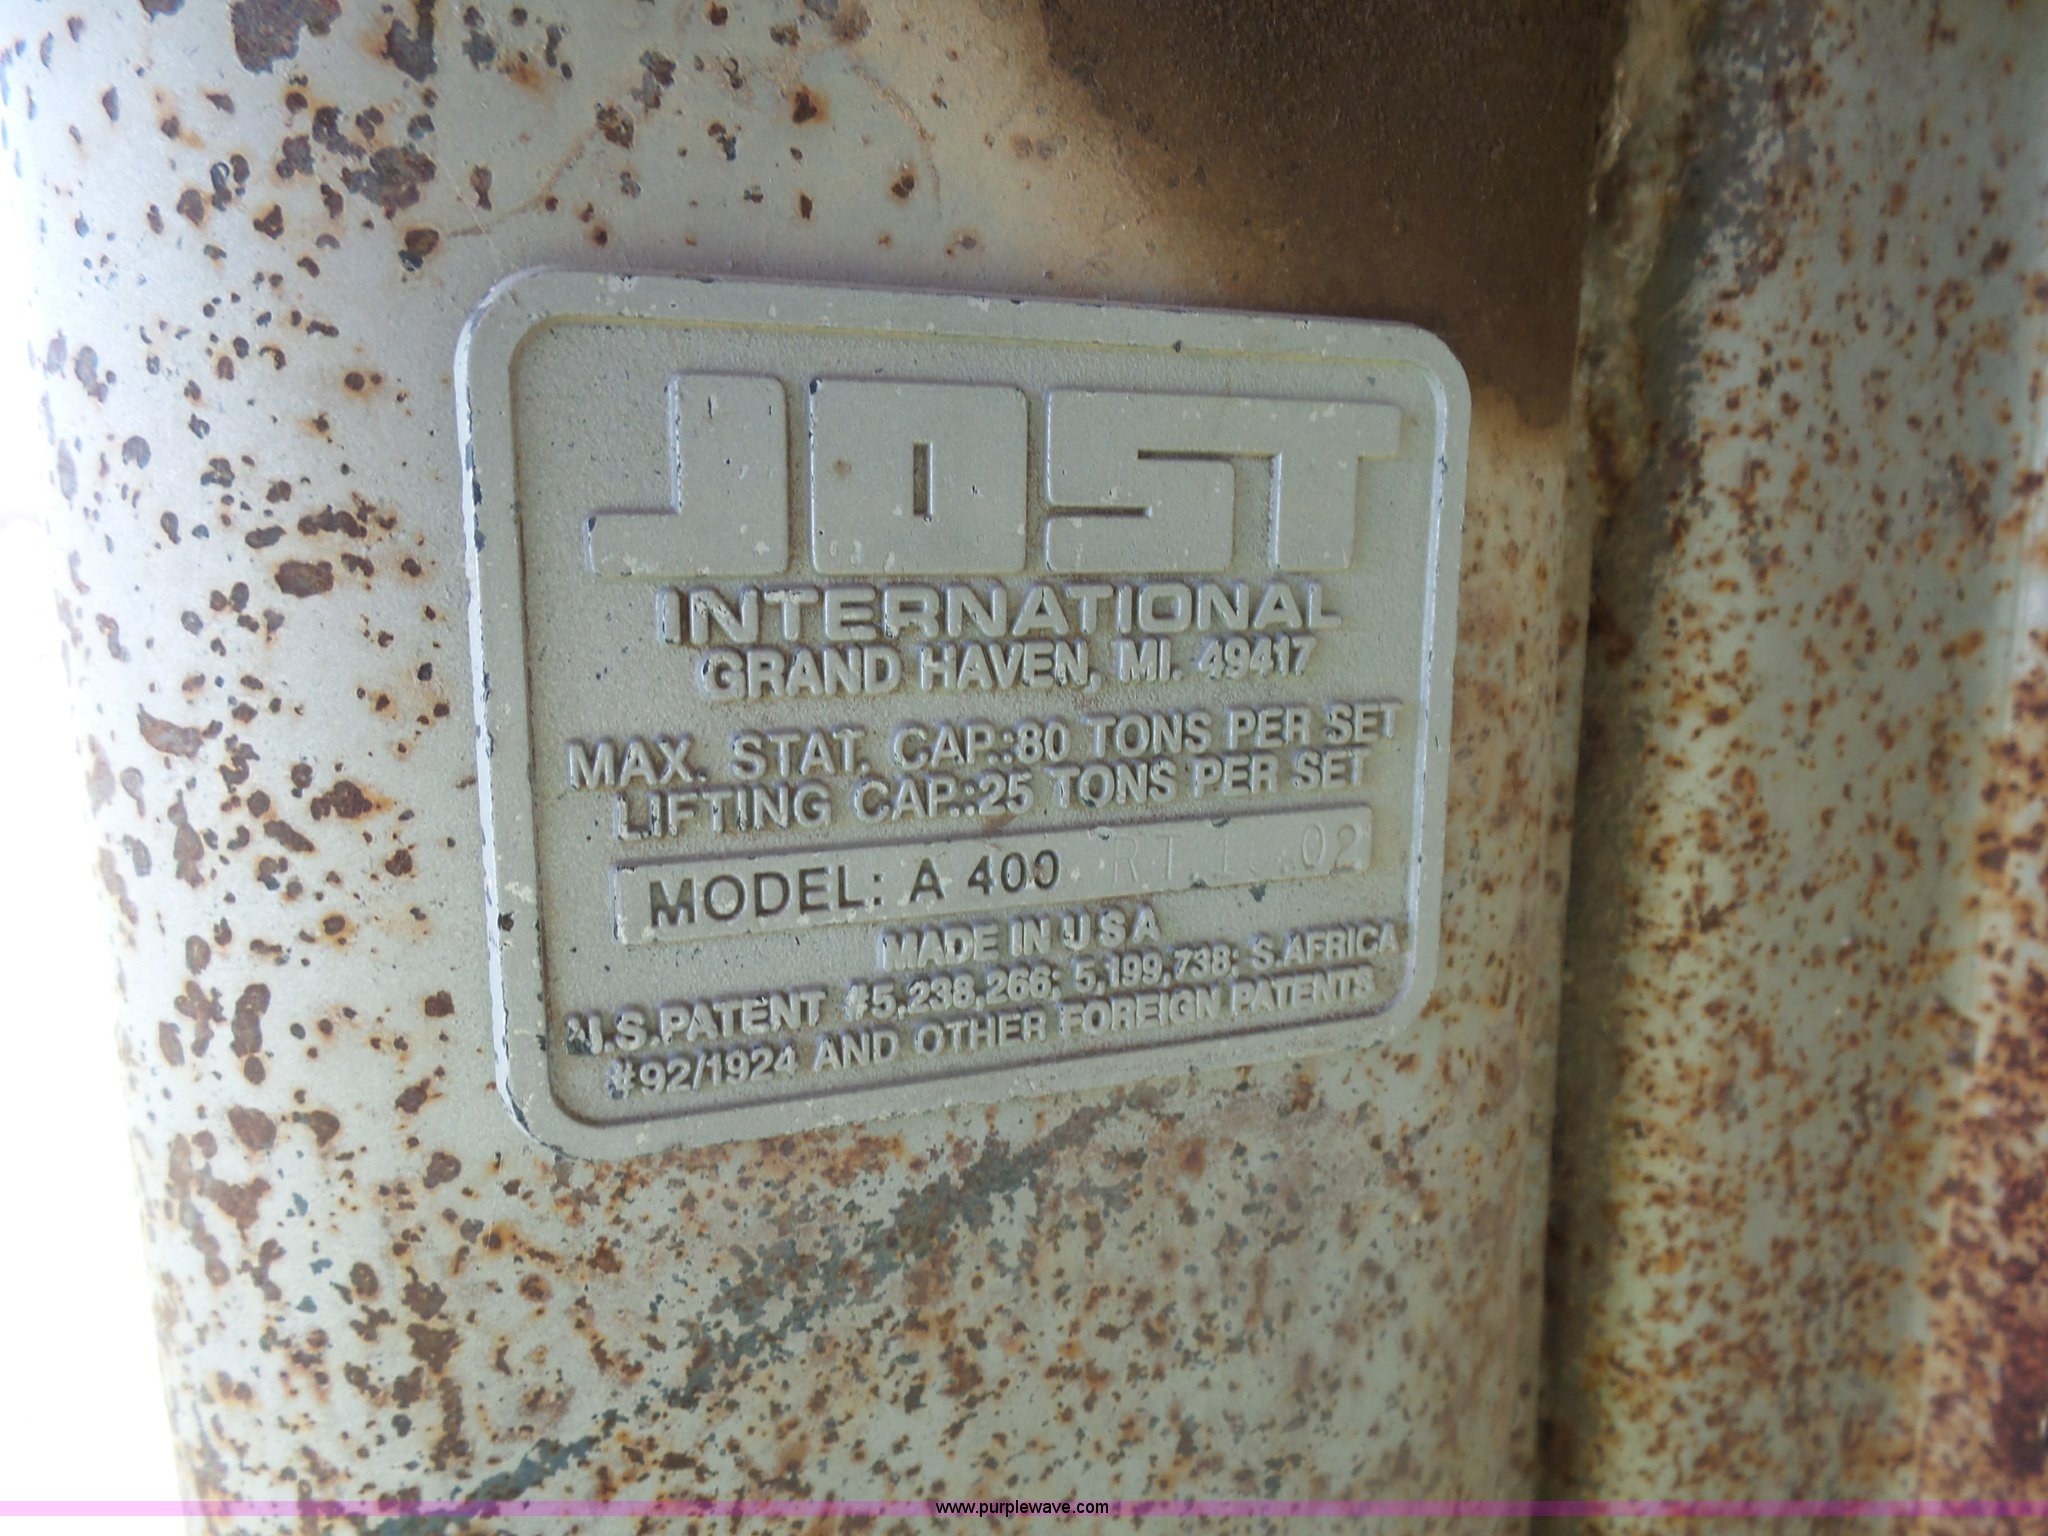 JOST
INTERNATIONAL
GRAND HAVEN, MI. 49417
MAX. STAT. CAP.:80 TONS PER SET
LIFTING CAP.:25 TONS PER SET
MODEL: A 400
MADE IN U S A
U.S.PATENT #5,238,266; 5,199,738; S.AFRICA
#92/1924 AND OTHER FOREIGN PATENTS
www.purplewave.com